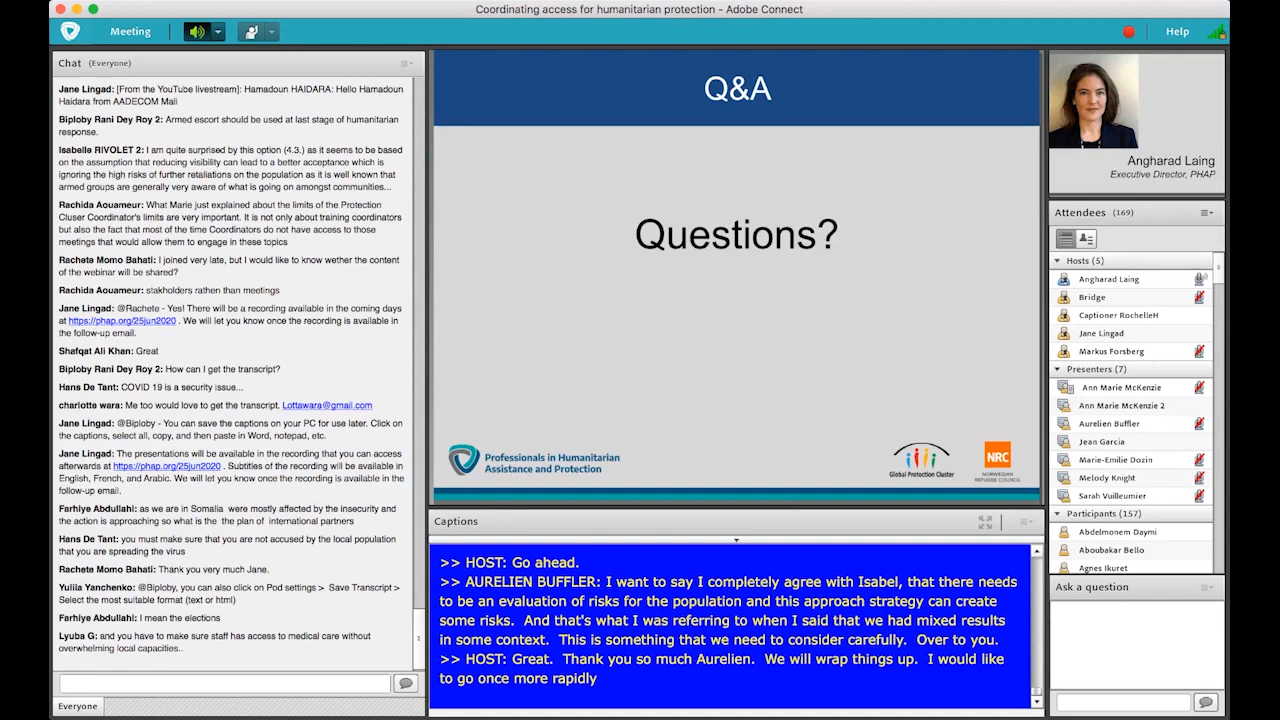 Coordinating access for humanitarian protection - Adobe Connect
Meeting
Help
Chat (Everyone)
Jane Lingad: [From the YouTube livestream]: Hamadoun HAIDARA: Hello Hamadoun
Haidara from AADECOM Mali
Biploby Rani Dey Roy 2: Armed escort should be used at last stage of humanitarian
response.
Isabelle RIVOLET 2: I am quite surprised by this option (4.3.) as it seems to be based
on the assumption that reducing visibility can lead to a better acceptance which is
ignoring the high risks of further retaliations on the population as it is well known that
armed groups are generally very aware of what is going on amongst communities...
Rachida Aouameur: What Marie just explained about the limits of the Protection
Cluser Coordinator's limits are very important. It is not only about training coordinators
but also the fact that most of the time Coordinators do not have access to those
meetings that would allow them to engage in these topics
Rachete Momo Bahati: I joined very late, but I would like to know wether the content
of the webinar will be shared?
Rachida Aouameur: stakholders rathen than meetings
Jane Lingad: @Rachete - Yes! There will be a recording available in the coming days
at https://phap.org/25jun2020 . We will let you know once the recording is available in
the follow-up email.
Shafqat Ali Khan: Great
Biploby Rani Dey Roy 2: How can I get the transcript?
Hans De Tant: COVID 19 is a security issue...
charlotte wara: Me too would love to get the transcript. Lottawara@gmail.com
Jane Lingad: @Biploby - You can save the captions on your PC for use later. Click on
the captions, select all, copy, and then paste in Word, notepad, etc.
Jane Lingad: The presentations will be available in the recording that you can access
afterwards at https://phap.org/25jun2020 . Subtitles of the recording will be available in
English, French, and Arabic. We will let you know once the recording is available in the
follow-up email.
Farhiye Abdullahi: as we are in Somalia were mostly affected by the insecurity and
the action is approaching so what is the the plan of international partners
Hans De Tant: you must make sure that you are not accused by the local population
that you are spreading the virus
Rachete Momo Bahati: Thank you very much Jane.
Yuliia Yanchenko: @Biploby, you can also click on Pod settings > Save Transcript >
Select the most suitable format (text or html)
Farhiye Abdullahi: I mean the elections
Lyuba G: and you have to make sure staff has access to medical care without
overwhelming local capacities..
Everyone
Q&A
Questions?
Professionals in Humanitarian
Assistance and Protection
Global Protection Cluster
NRC
NORWEGIAN
REFUGEE COUNCIL
Captions
>> HOST: Go ahead.
>> AURELIEN BUFFLER: I want to say I completely agree with Isabel, that there needs
to be an evaluation of risks for the population and this approach strategy can create
some risks. And that's what I was referring to when I said that we had mixed results
in some context. This is something that we need to consider carefully. Over to you.
>> HOST: Great. Thank you so much Aurelien. We will wrap things up. I would like
to go once more rapidly
Angharad Laing
Executive Director, PHAP
Attendees (169)
Hosts (5)
Angharad Laing
Bridge
Captioner RochelleH
Jane Lingad
Markus Forsberg
Presenters (7)
Ann Marie McKenzie
Ann Marie McKenzie 2
Aurelien Buffler
Jean Garcia
Marie-Emilie Dozin
Melody Knight
Sarah Vuilleumier
Participants (157)
Abdelmonem Daymi
Aboubakar Bello
Agnes Ikuret
Ask a question